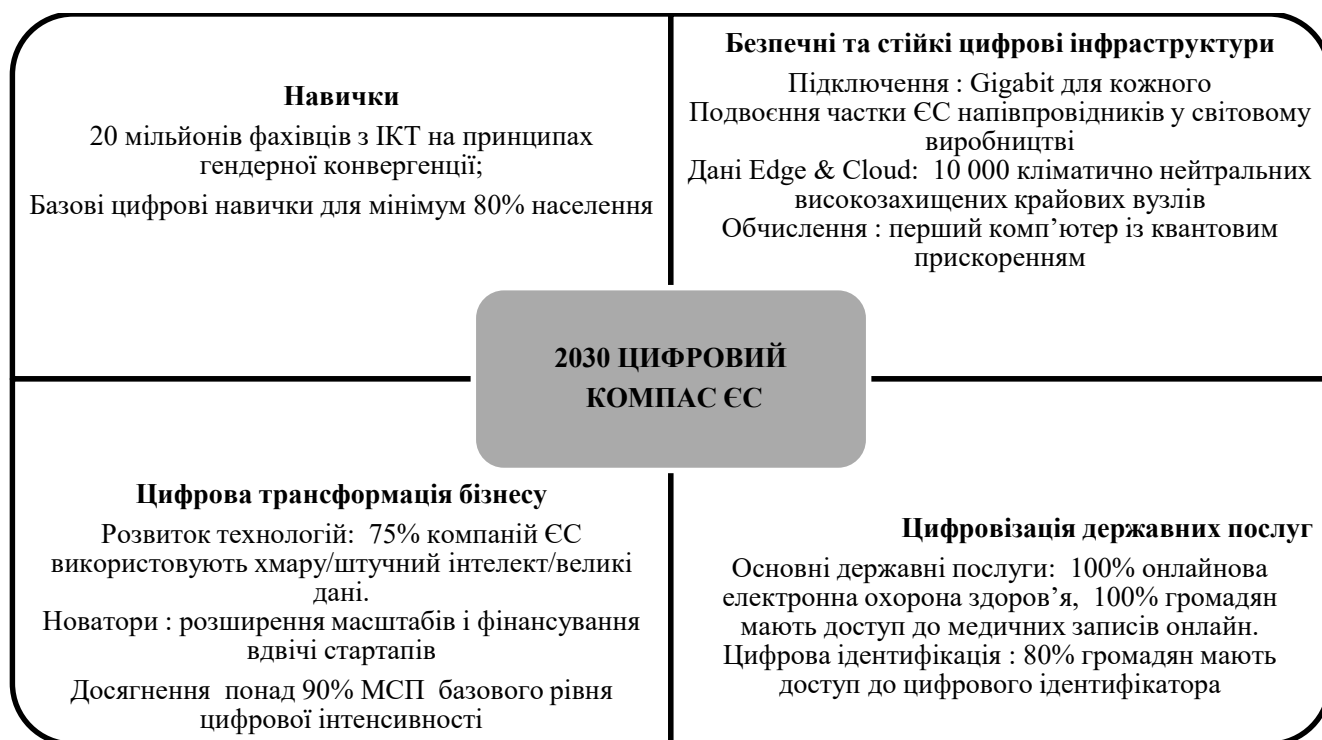 Навички
20 мільйонів фахівців з ІКТ на принципах
гендерної конвергенції;
Базові цифрові навички для мінімум 80% населення
Безпечні та стійкі цифрові інфраструктури
Підключення : Gigabit для кожного
Подвоєння частки ЄС напівпровідників у світовому
виробництві
Дані Edge & Cloud: 10 000 кліматично нейтральних
високозахищених крайових вузлів
Обчислення : перший комп’ютер із квантовим
прискоренням
2030 ЦИФРОВИЙ
КОМПАС ЄС
Цифрова трансформація бізнесу
Розвиток технологій: 75% компаній ЄС
використовують хмару/штучний інтелект/великі
дані.
Новатори : розширення масштабів і фінансування
вдвічі стартапів
Досягнення понад 90% МСП базового рівня
цифрової інтенсивності
Цифровізація державних послуг
Основні державні послуги: 100% онлайнова
електронна охорона здоров’я, 100% громадян
мають доступ до медичних записів онлайн.
Цифрова ідентифікація : 80% громадян мають
доступ до цифрового ідентифікатора